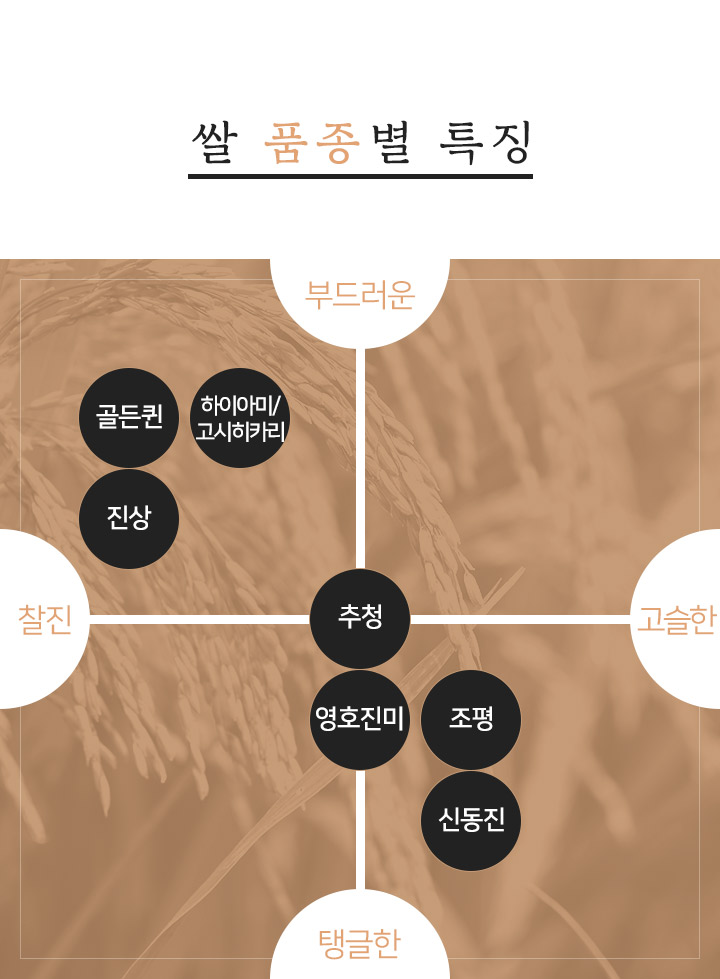 쌀 품종별 특징
부드러운
골든퀸
하이아미/
고시히카리
진상
찰진
추청
고슬한
영호진미
조평
신동진
탱글한